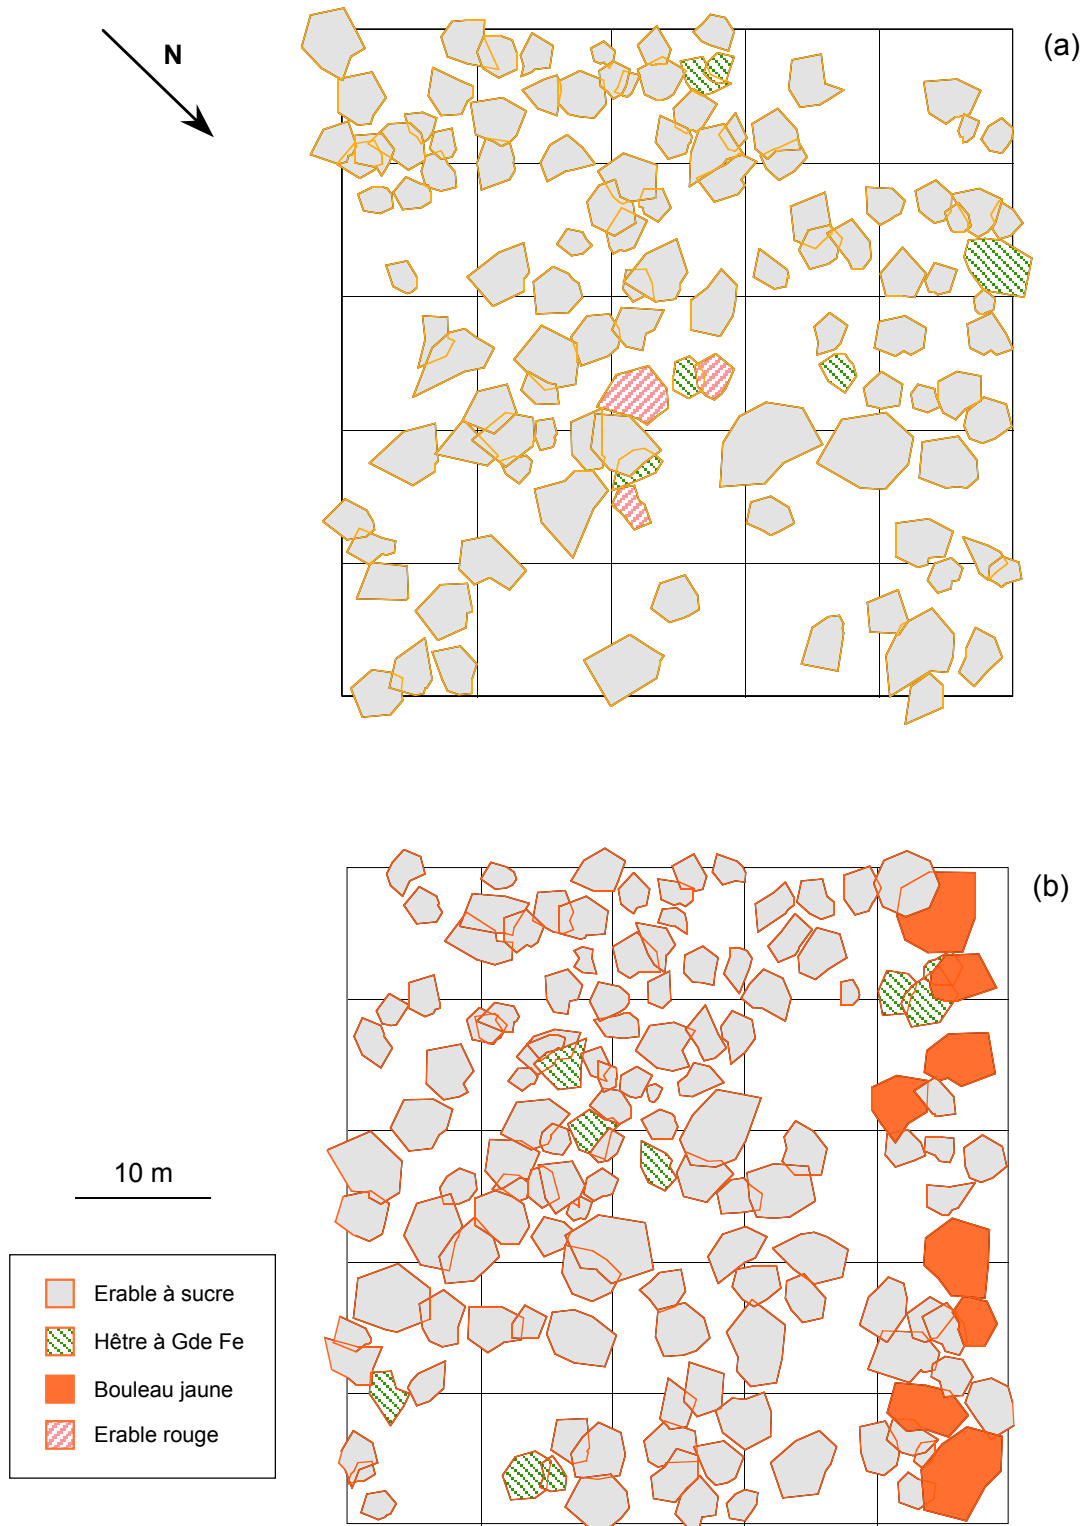 N
(a)
(b)
10 m
Erable à sucre
Hêtre à Gde Fe
Bouleau jaune
Erable rouge